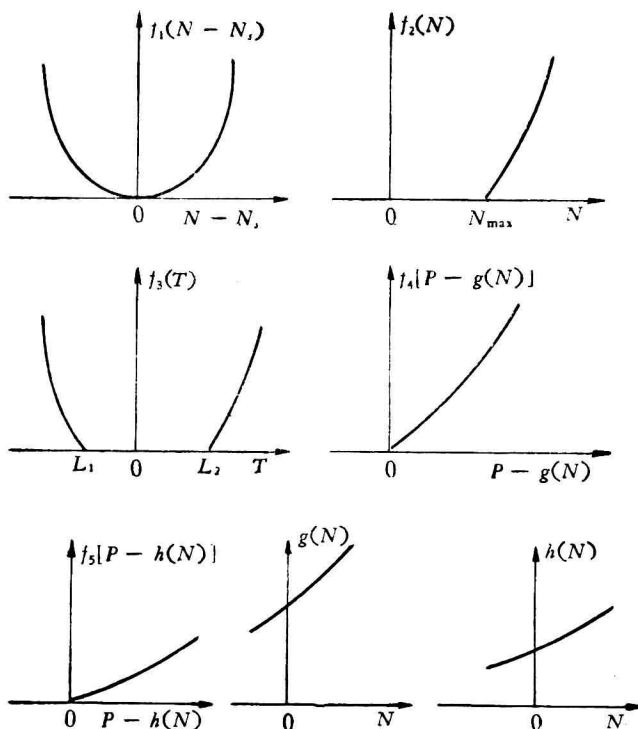 f₁(N − Nₛ)
0
N − Nₛ
f₂(N)
0
N_max
N
f₃(T)
L₁
0
L₂
T
f₄[P − g(N)]
0
P − g(N)
f₅[P − h(N)]
0
P − h(N)
g(N)
0
N
h(N)
0
N